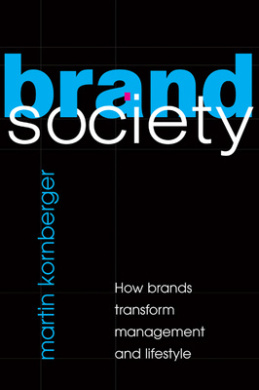 brand
society
martin kornberger
How brands
transform
management
and lifestyle